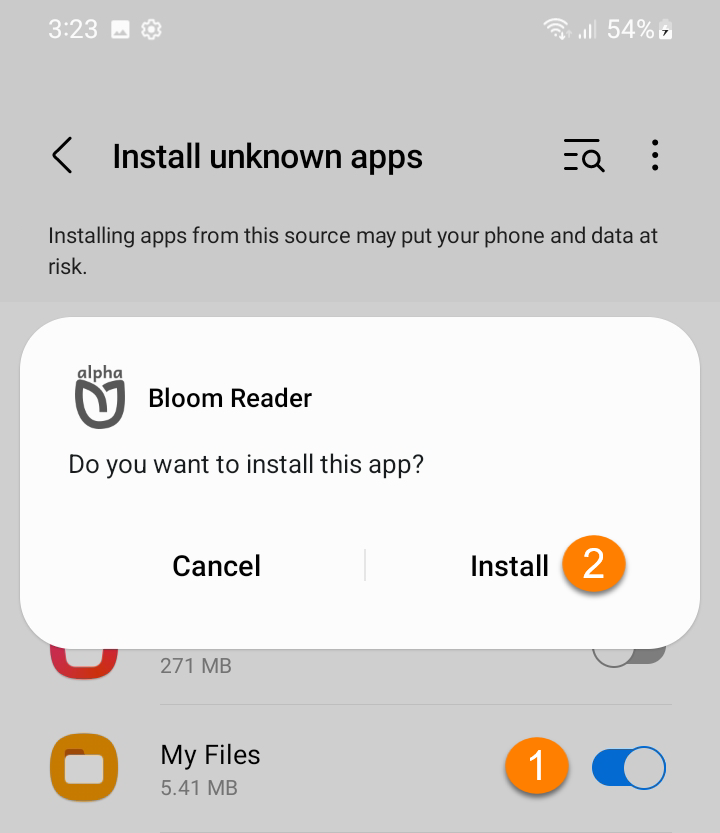 3:23 54%
Install unknown apps
Installing apps from this source may put your phone and data at
risk.
alpha
Bloom Reader
Do you want to install this app?
Cancel Install 2
271 MB
My Files
1
5.41 MB